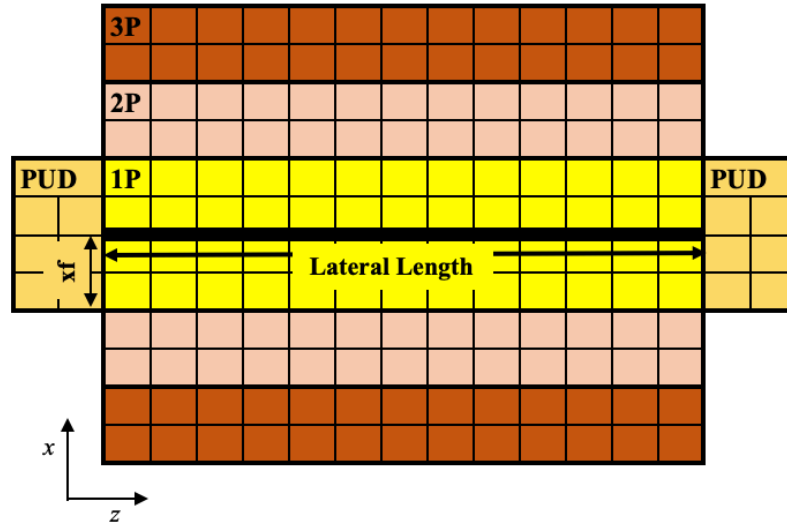 3P
2P
PUD
1P
PUD
xf
Lateral Length
x
z